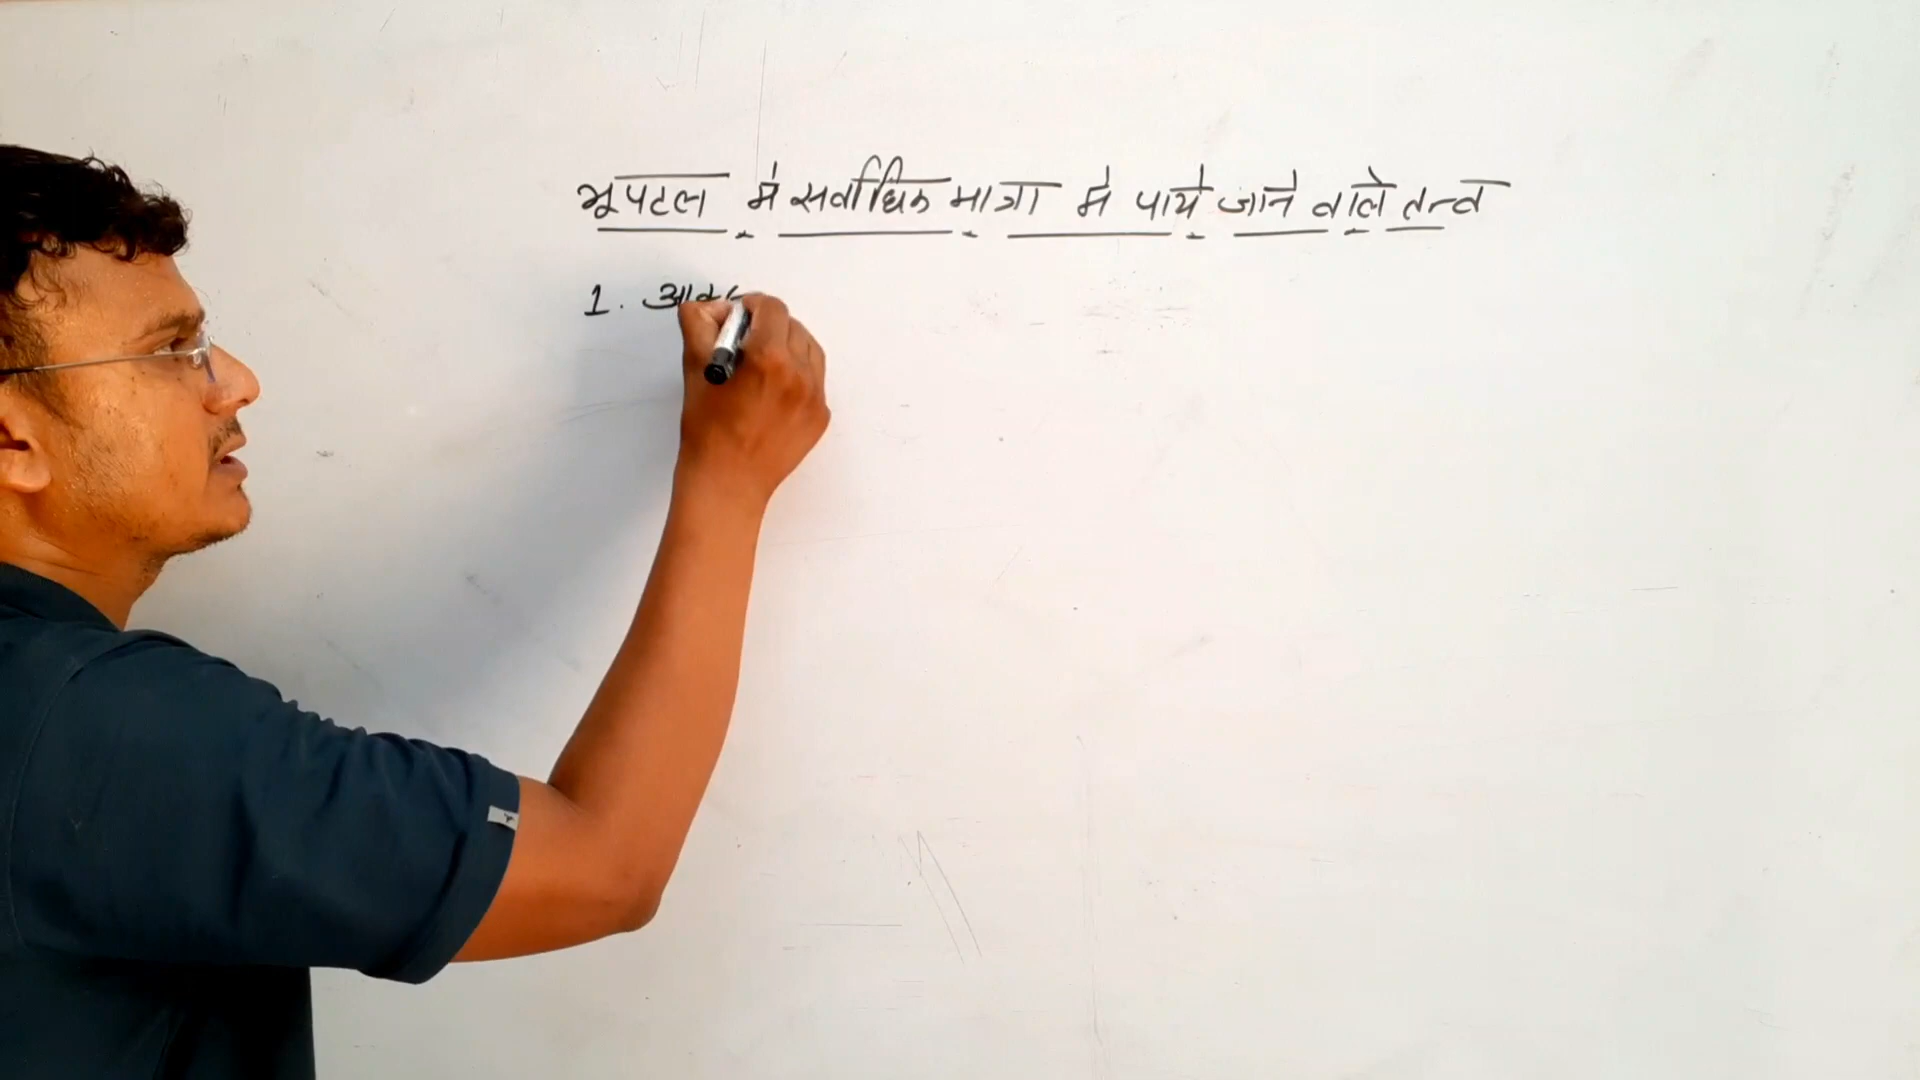 भूपटल में सर्वाधिक मात्रा में पाये जाने वाले तत्व
1.